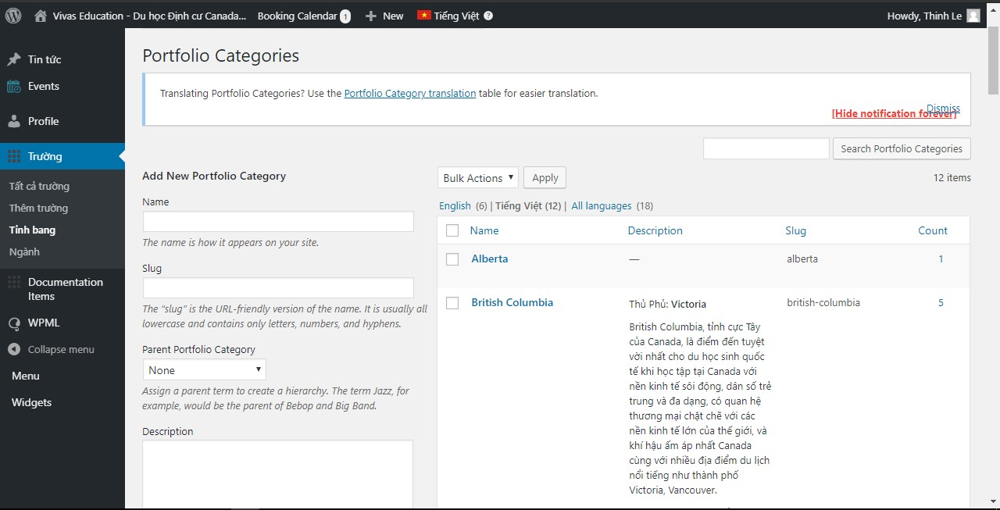 Vivas Education - Du học Định cư Canada... Booking Calendar 1 New Tiếng Việt ? Howdy, Thinh Le
Tin tức
Events
Profile
Trường
Tất cả trường
Thêm trường
Tỉnh bang
Ngành
Documentation
Items
WPML
Collapse menu
Menu
Widgets
Portfolio Categories
Translating Portfolio Categories? Use the Portfolio Category translation table for easier translation.
Dismiss
[Hide notification forever]
Search Portfolio Categories
Add New Portfolio Category
Name
The name is how it appears on your site.
Slug
The "slug" is the URL-friendly version of the name. It is usually all
lowercase and contains only letters, numbers, and hyphens.
Parent Portfolio Category
None
Assign a parent term to create a hierarchy. The term Jazz, for
example, would be the parent of Bebop and Big Band.
Description
Bulk Actions Apply 12 items
English (6) | Tiếng Việt (12) | All languages (18)
Name Description Slug Count
Alberta — alberta 1
British Columbia Thủ Phủ: Victoria british-columbia 5
British Columbia, tỉnh cực Tây
của Canada, là điểm đến tuyệt
vời nhất cho du học sinh quốc
tế khi học tập tại Canada với
nền kinh tế sôi động, dân số trẻ
trung và đa dạng, có quan hệ
thương mại chặt chẽ với các
nền kinh tế lớn của thế giới, và
khí hậu ấm áp nhất Canada
cùng với nhiều địa điểm du lịch
nổi tiếng như thành phố
Victoria, Vancouver.